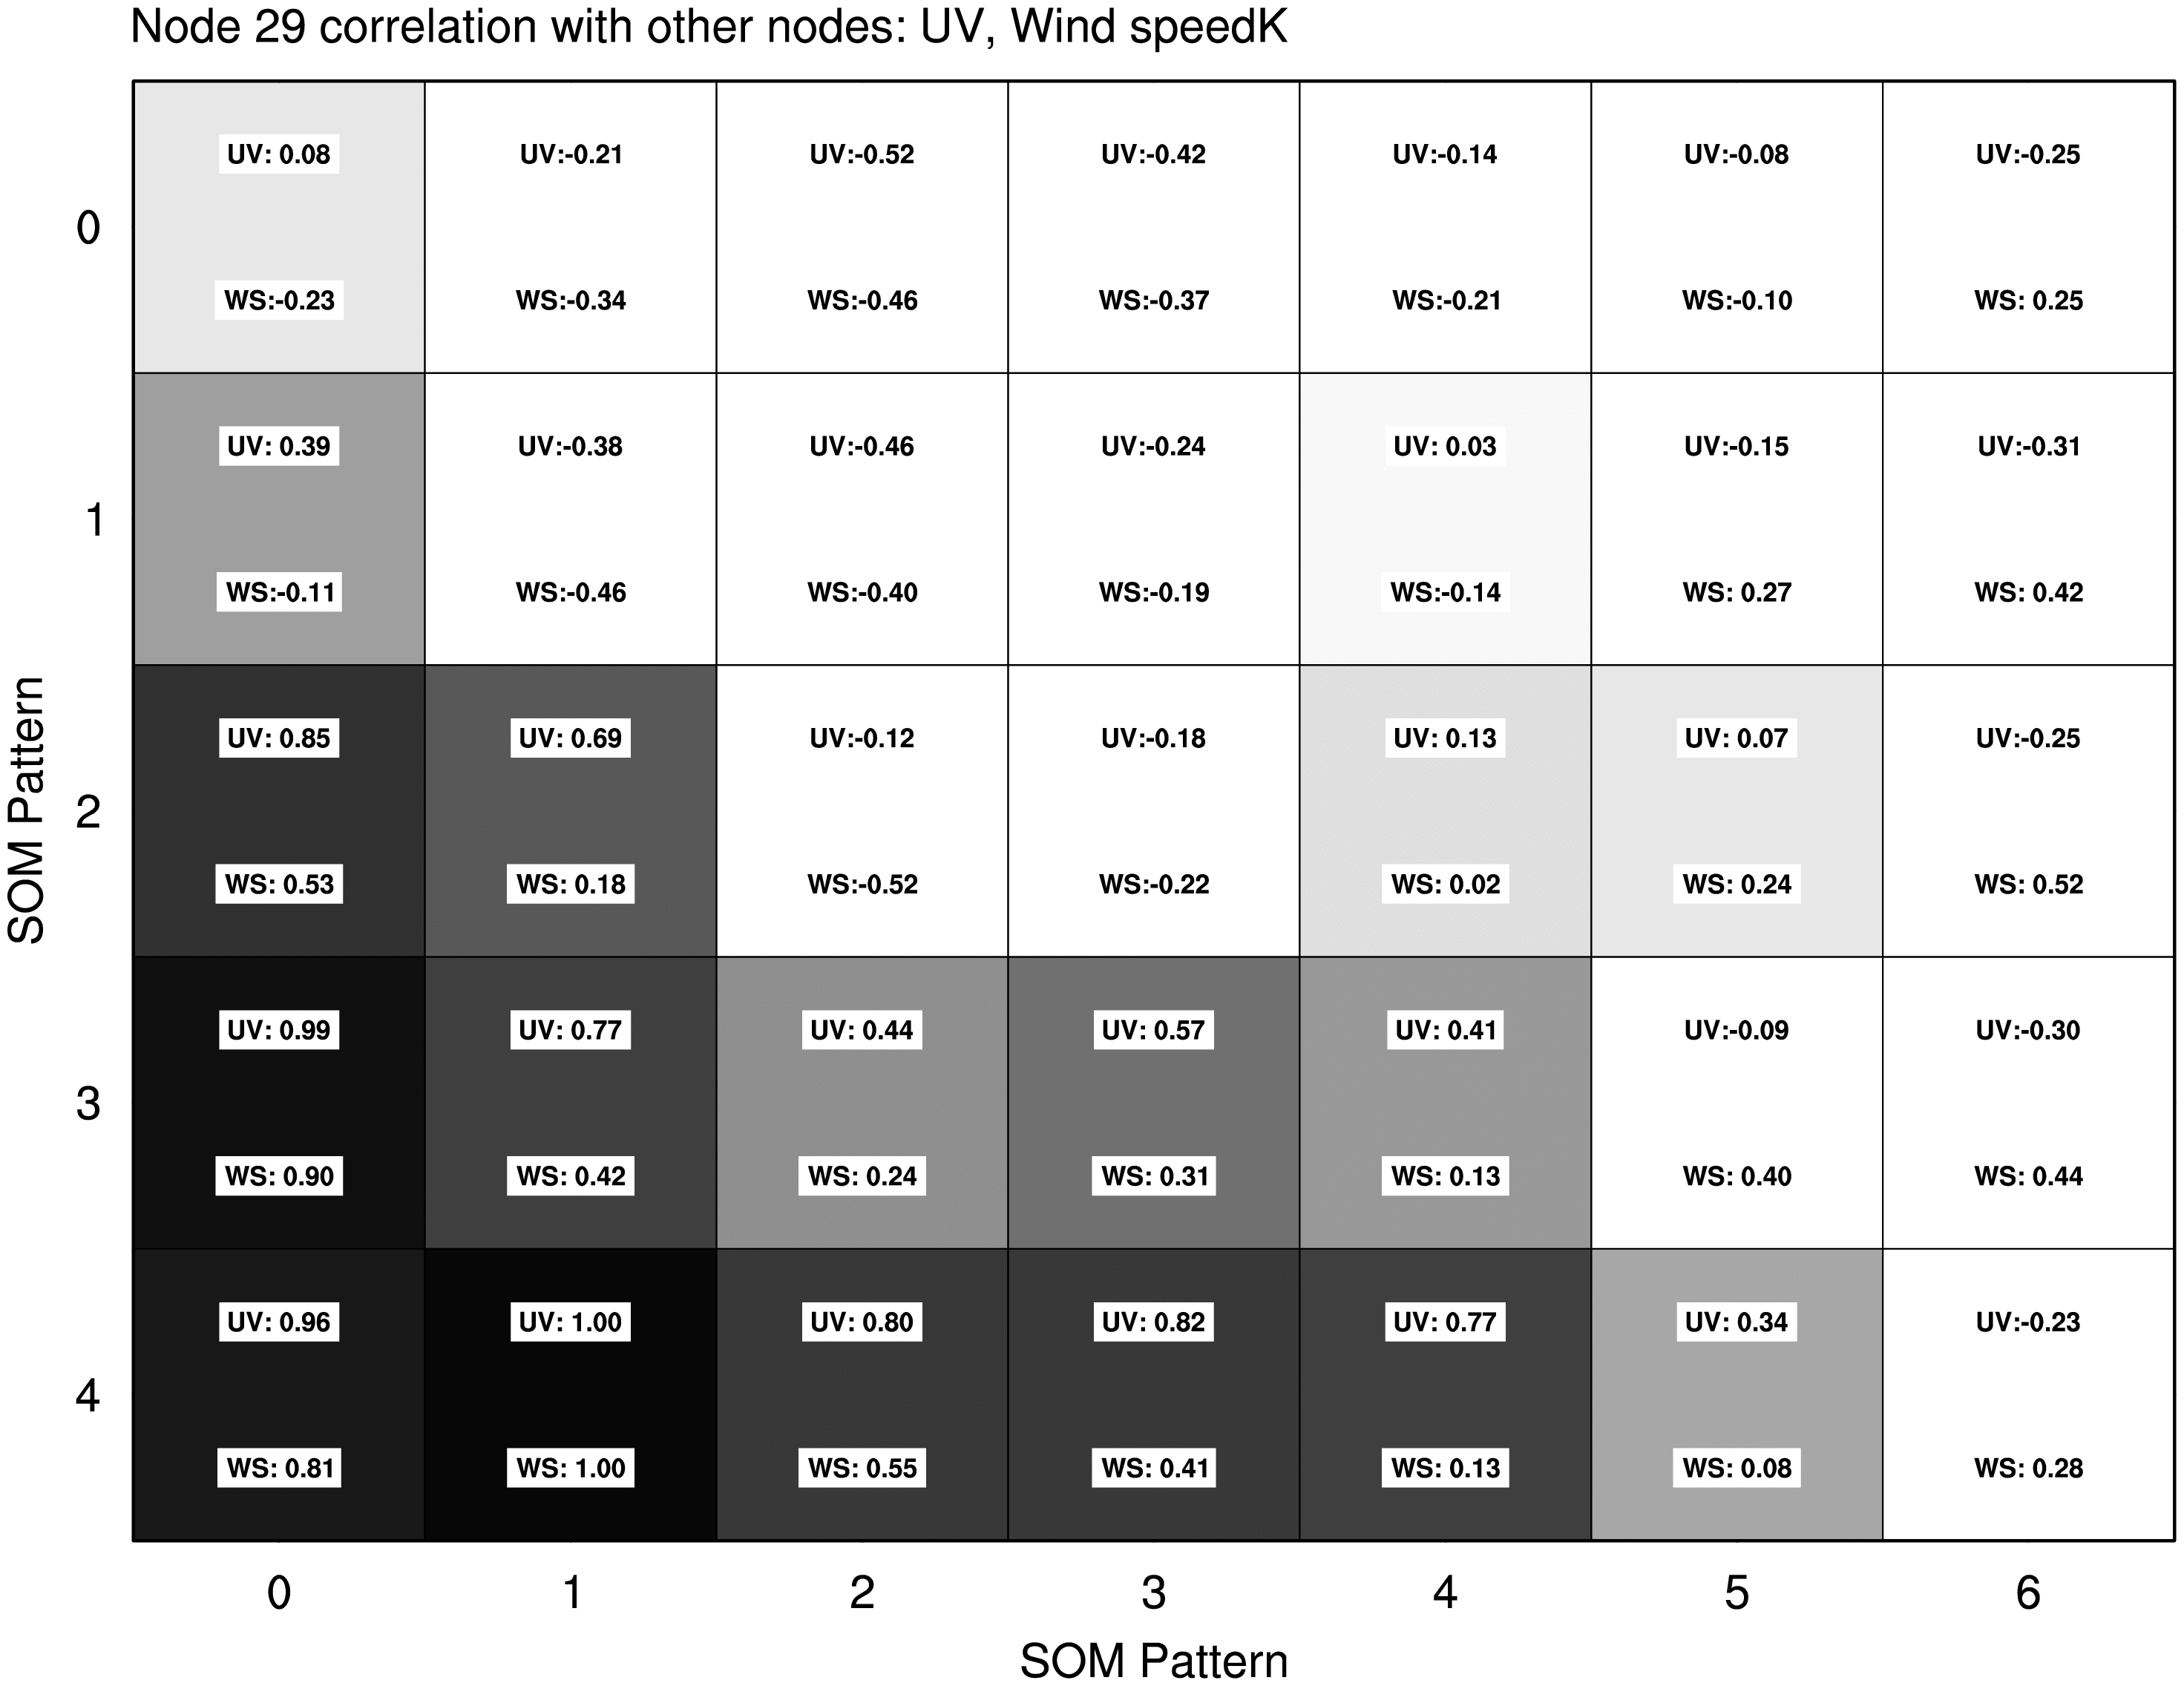 Node 29 correlation with other nodes: UV, Wind speedK
UV: 0.08 UV:-0.21 UV:-0.52 UV:-0.42 UV:-0.14 UV:-0.08 UV:-0.25
0
WS:-0.23 WS:-0.34 WS:-0.46 WS:-0.37 WS:-0.21 WS:-0.10 WS: 0.25
UV: 0.39 UV:-0.38 UV:-0.46 UV:-0.24 UV: 0.03 UV:-0.15 UV:-0.31
1
WS:-0.11 WS:-0.46 WS:-0.40 WS:-0.19 WS:-0.14 WS: 0.27 WS: 0.42
UV: 0.85 UV: 0.69 UV:-0.12 UV:-0.18 UV: 0.13 UV: 0.07 UV:-0.25
SOM Pattern
2
WS: 0.53 WS: 0.18 WS:-0.52 WS:-0.22 WS: 0.02 WS: 0.24 WS: 0.52
UV: 0.99 UV: 0.77 UV: 0.44 UV: 0.57 UV: 0.41 UV:-0.09 UV:-0.30
3
WS: 0.90 WS: 0.42 WS: 0.24 WS: 0.31 WS: 0.13 WS: 0.40 WS: 0.44
UV: 0.96 UV: 1.00 UV: 0.80 UV: 0.82 UV: 0.77 UV: 0.34 UV:-0.23
4
WS: 0.81 WS: 1.00 WS: 0.55 WS: 0.41 WS: 0.13 WS: 0.08 WS: 0.28
0 1 2 3 4 5 6
SOM Pattern